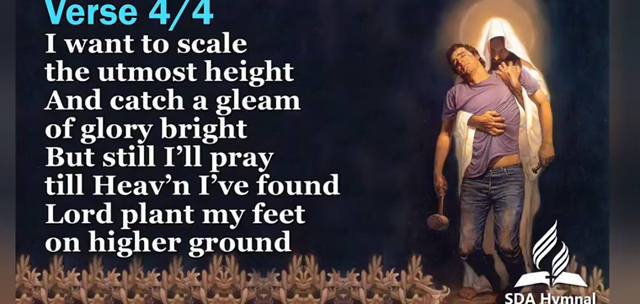 Verse 4/4
I want to scale
the utmost height
And catch a gleam
of glory bright
But still I'll pray
till Heav'n I've found
Lord plant my feet
on higher ground
SDA Hymnal